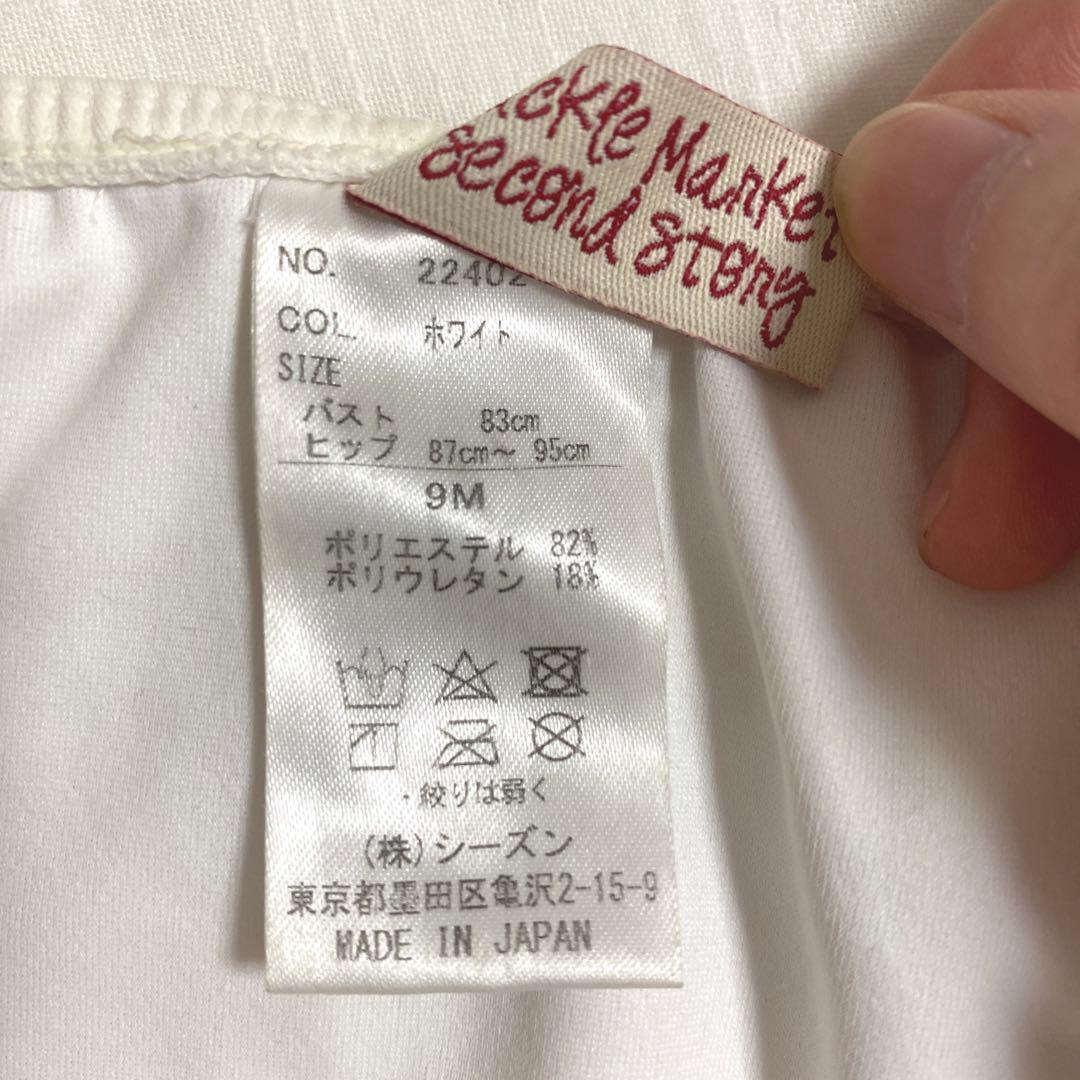 Market
second story
NO. 22402
COL. ホワイト
SIZE
バスト 83cm
ヒップ 87cm～ 95cm
9M
ポリエステル 82%
ポリウレタン 18%
・絞りは弱く
(株)シーズン
東京都墨田区亀沢2-15-9
MADE IN JAPAN